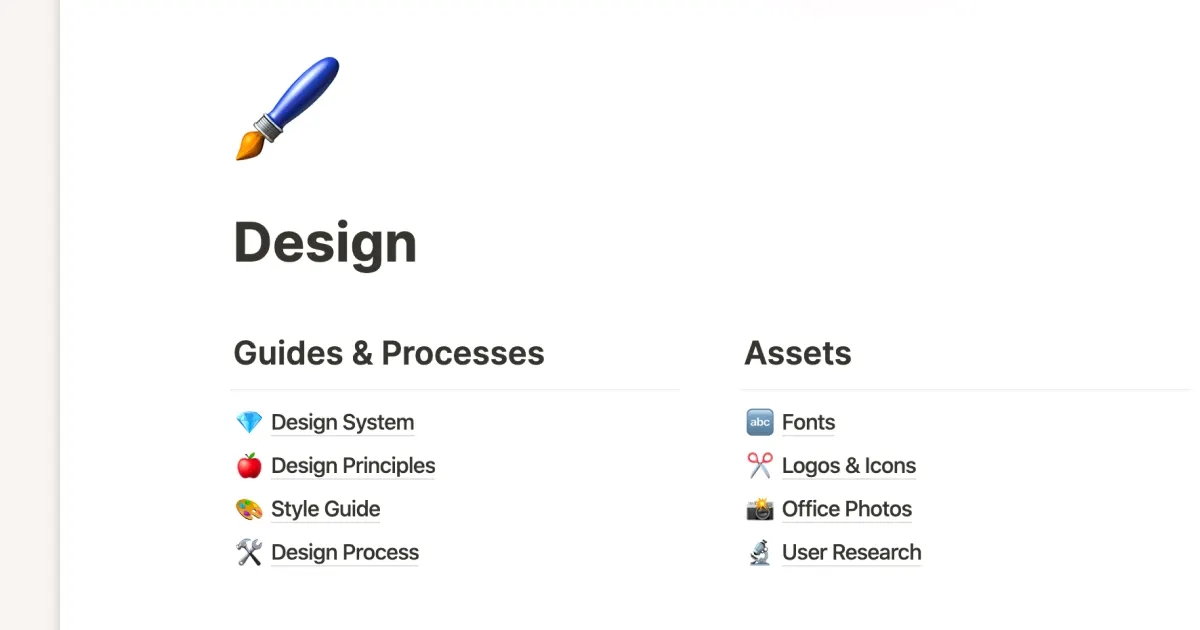 Design
Guides & Processes
Design System
Design Principles
Style Guide
Design Process
Assets
abc
Fonts
Logos & Icons
Office Photos
User Research